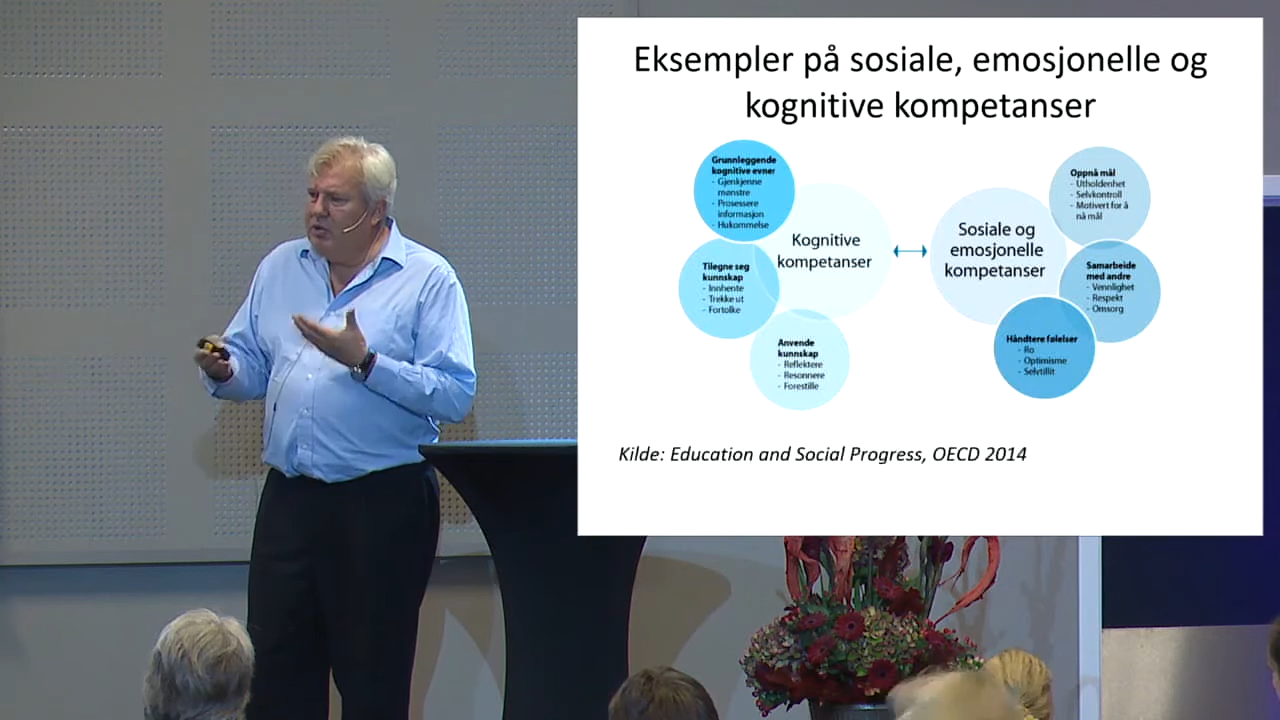 Eksempler på sosiale, emosjonelle og
kognitive kompetanser
Grunnleggende
kognitive evner
- Gjenkjenne
mønstre
- Prosessere
informasjon
- Hukommelse
Tilegne seg
kunnskap
- Innhente
- Trekke ut
- Fortolke
Anvende
kunnskap
- Reflektere
- Resonnere
- Forestille
Kognitive
kompetanser
Sosiale og
emosjonelle
kompetanser
Oppnå mål
- Utholdenhet
- Selvkontroll
- Motivert for å
nå mål
Samarbeide
med andre
- Vennlighet
- Respekt
- Omsorg
Håndtere følelser
- Ro
- Optimisme
- Selvtillit
Kilde: Education and Social Progress, OECD 2014